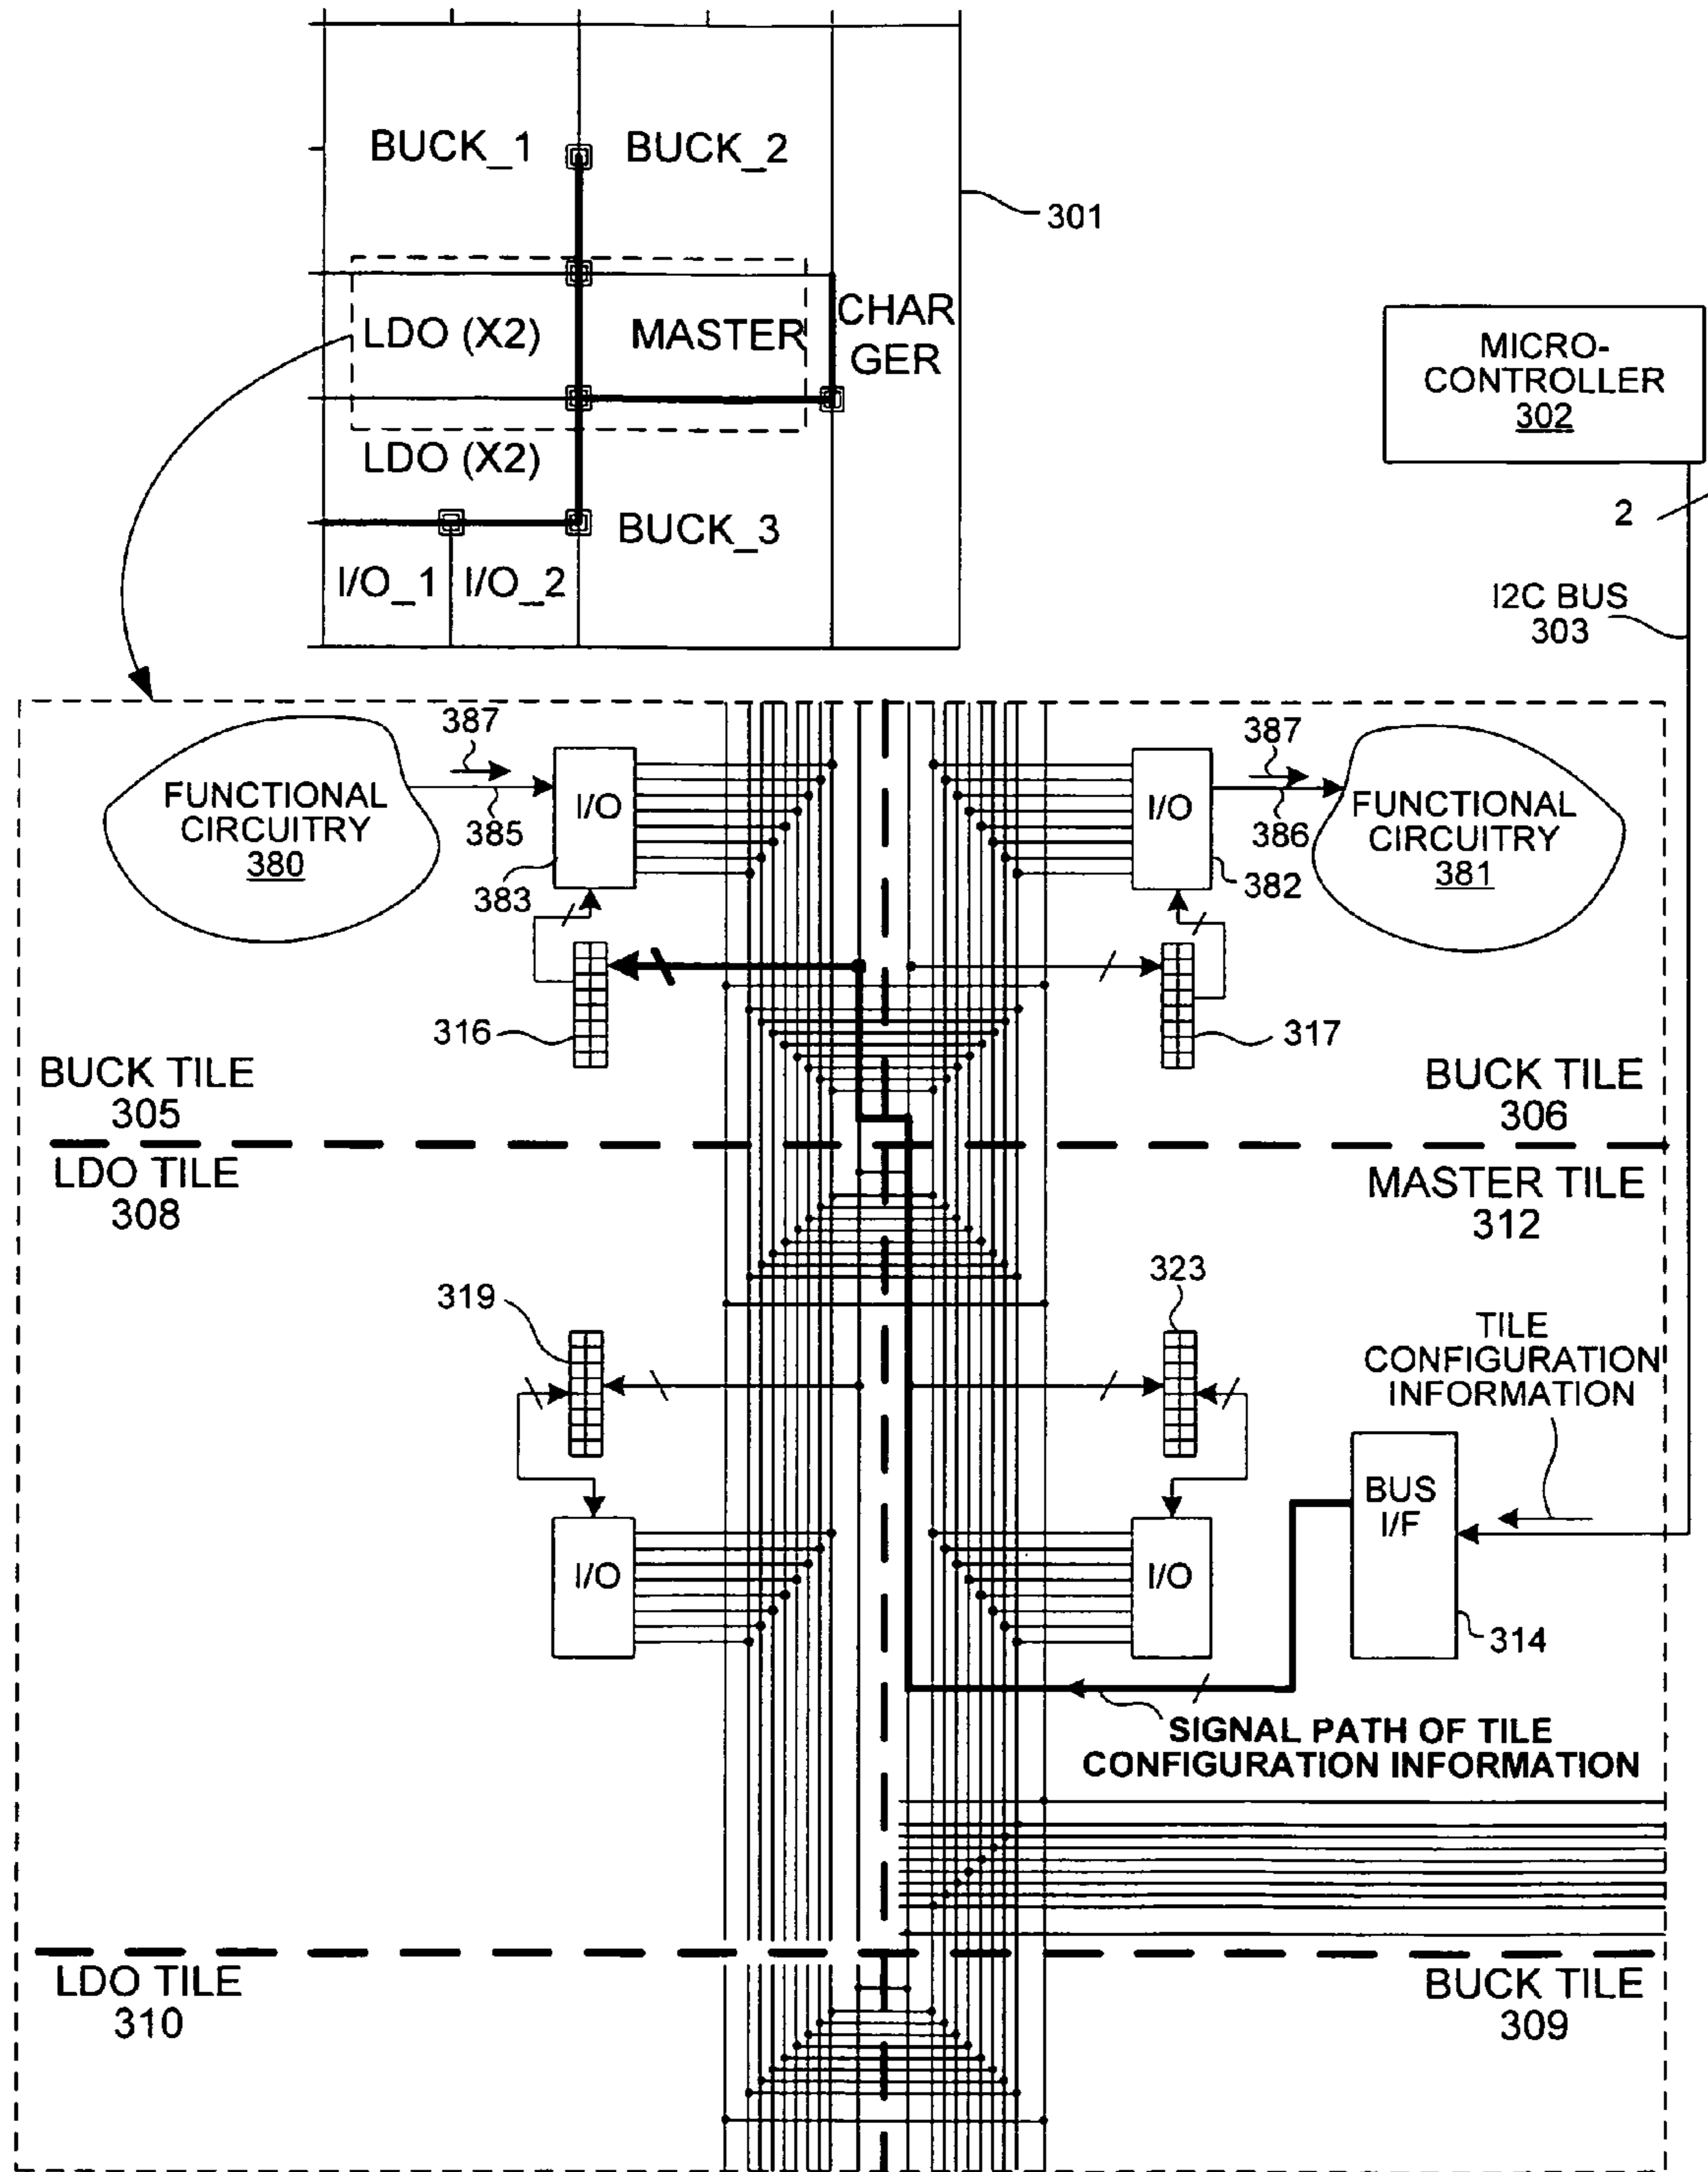 BUCK_1
BUCK_2
301
LDO (X2)
MASTER
CHAR
GER
LDO (X2)
BUCK_3
I/O_1
I/O_2
MICRO-
CONTROLLER
302
2
I2C BUS
303
387
FUNCTIONAL
CIRCUITRY
380
385
I/O
383
387
I/O
386
FUNCTIONAL
CIRCUITRY
381
382
316
317
BUCK TILE
305
BUCK TILE
306
LDO TILE
308
MASTER TILE
312
319
323
TILE
CONFIGURATION
INFORMATION
BUS
I/F
I/O
I/O
314
SIGNAL PATH OF TILE
CONFIGURATION INFORMATION
LDO TILE
310
BUCK TILE
309